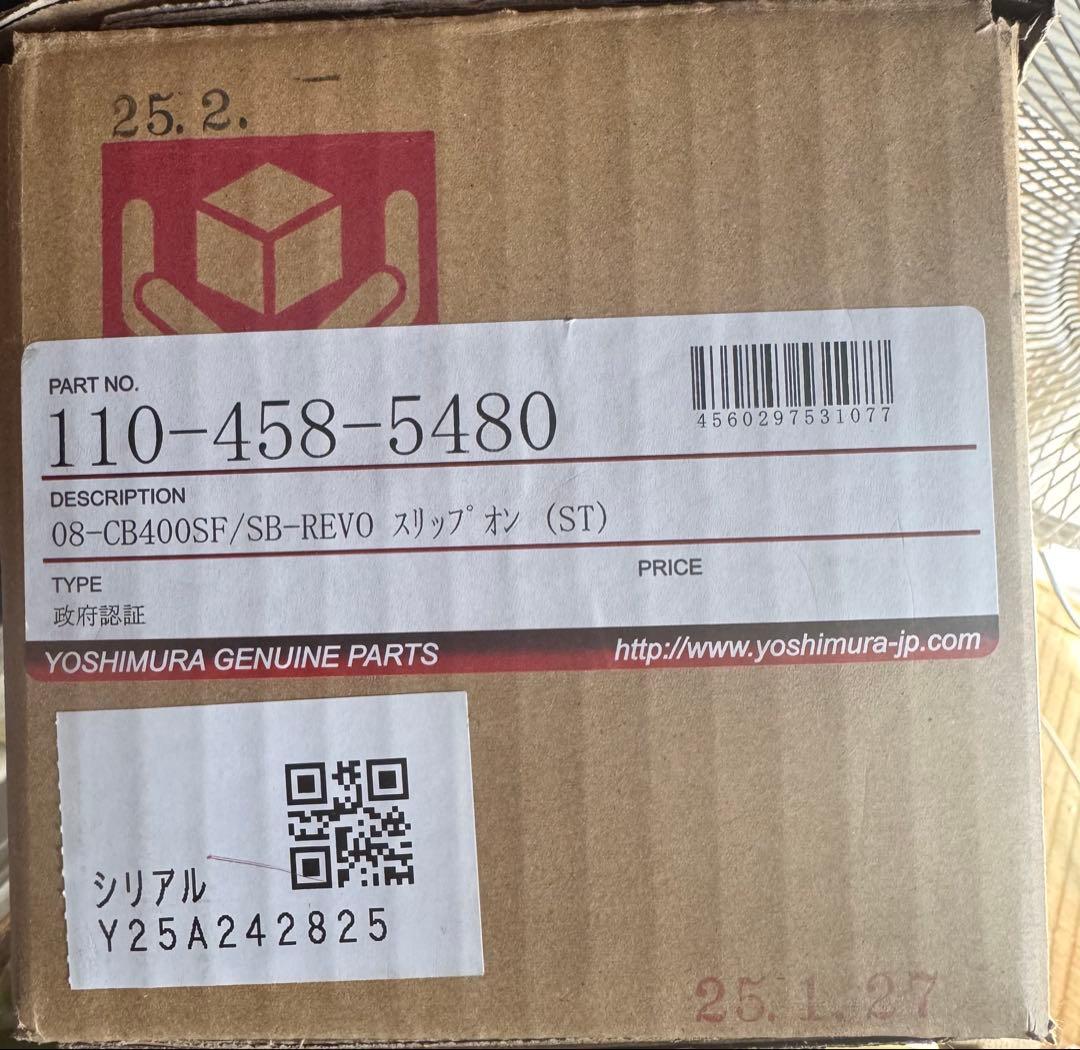 25.2.
PART NO.
110-458-5480
4560297531077
DESCRIPTION
08-CB400SF/SB-REVO ｽﾘｯﾌﾟｵﾝ (ST)
TYPE
PRICE
政府認証
YOSHIMURA GENUINE PARTS
http://www.yoshimura-jp.com
シリアル
Y25A242825
25.1.27